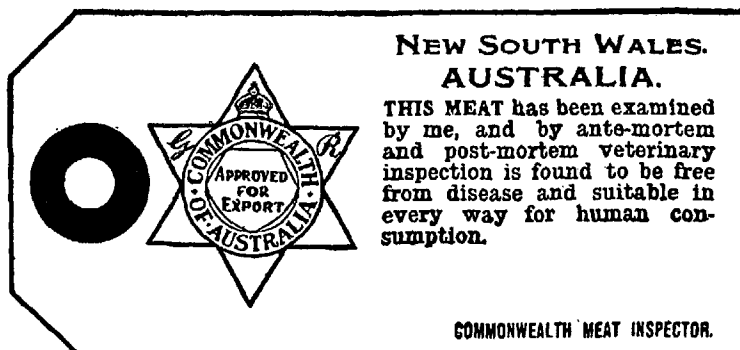 NEW SOUTH WALES.
AUSTRALIA.
THIS MEAT has been examined
by me, and by ante-mortem
and post-mortem veterinary
inspection is found to be free
from disease and suitable in
every way for human con-
sumption.
G R
COMMONWEALTH
OF AUSTRALIA
APPROVED
FOR
EXPORT
COMMONWEALTH MEAT INSPECTOR.